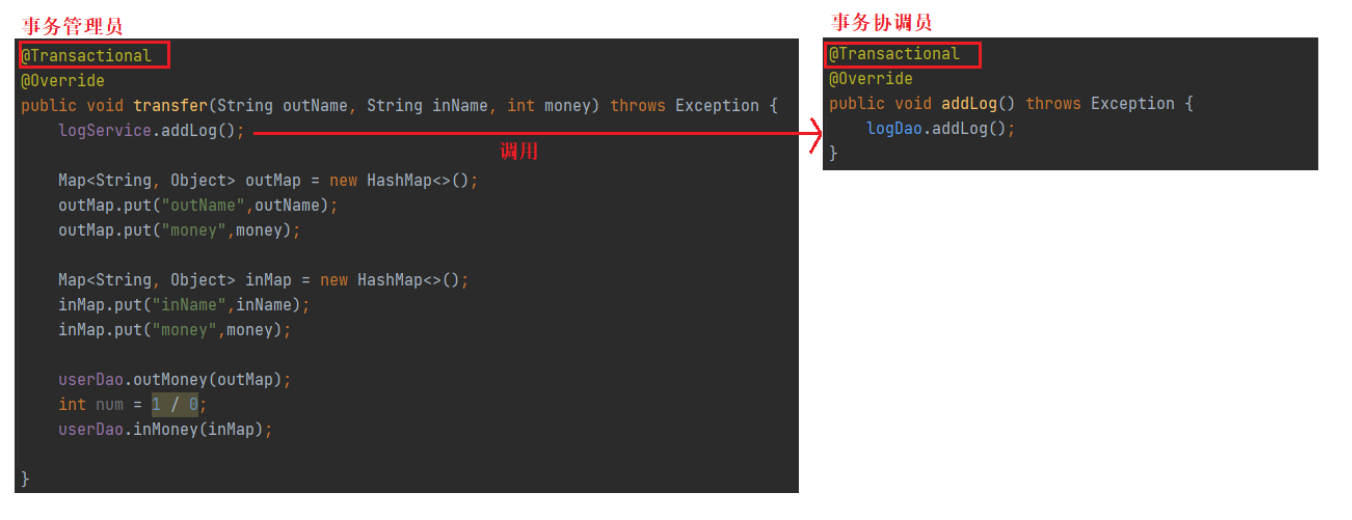 事务管理员
@Transactional
@Override
public void transfer(String outName, String inName, int money) throws Exception {
    logService.addLog();
调用
    Map<String, Object> outMap = new HashMap<>();
    outMap.put("outName",outName);
    outMap.put("money",money);
    Map<String, Object> inMap = new HashMap<>();
    inMap.put("inName",inName);
    inMap.put("money",money);
    userDao.outMoney(outMap);
    int num = 1 / 0;
    userDao.inMoney(inMap);
}
事务协调员
@Transactional
@Override
public void addLog() throws Exception {
    logDao.addLog();
}